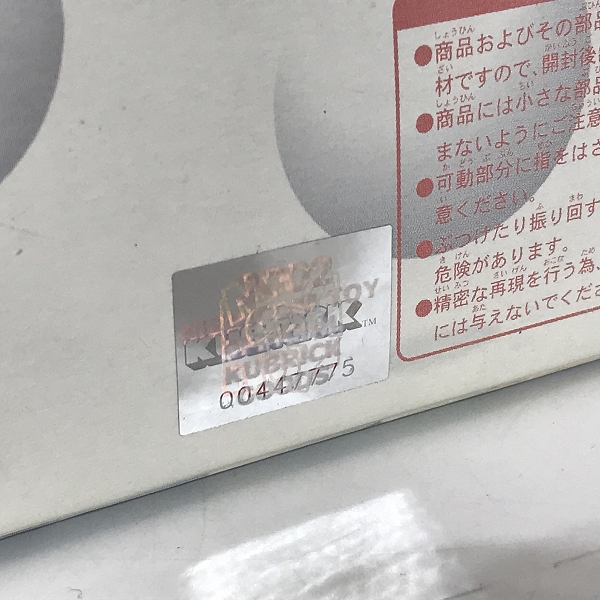 商品およびその部品
材ですので、開封後
商品には小さな部品
まないようにご注意
可動部分に指をはさ
意ください。
ぶつけたり振り回す
危険があります。
精密な再現を行う為、
には与えないでくださ
TOY
KUBRICK™
KUBRICK
00447775